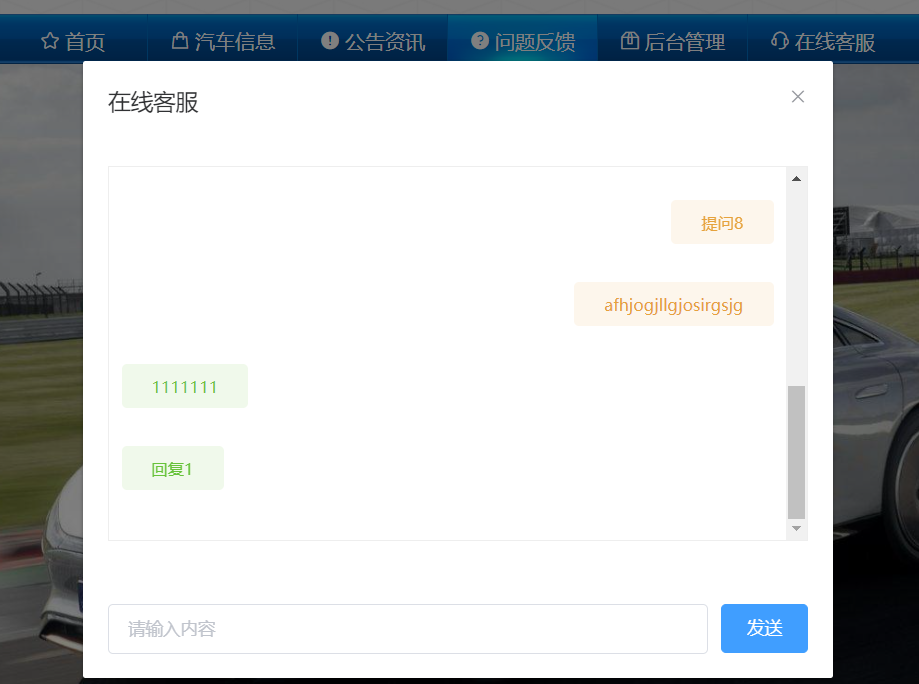 首页 汽车信息 公告资讯 问题反馈 后台管理 在线客服
在线客服
提问8
afhjogjllgjosirgsjg
1111111
回复1
请输入内容 发送